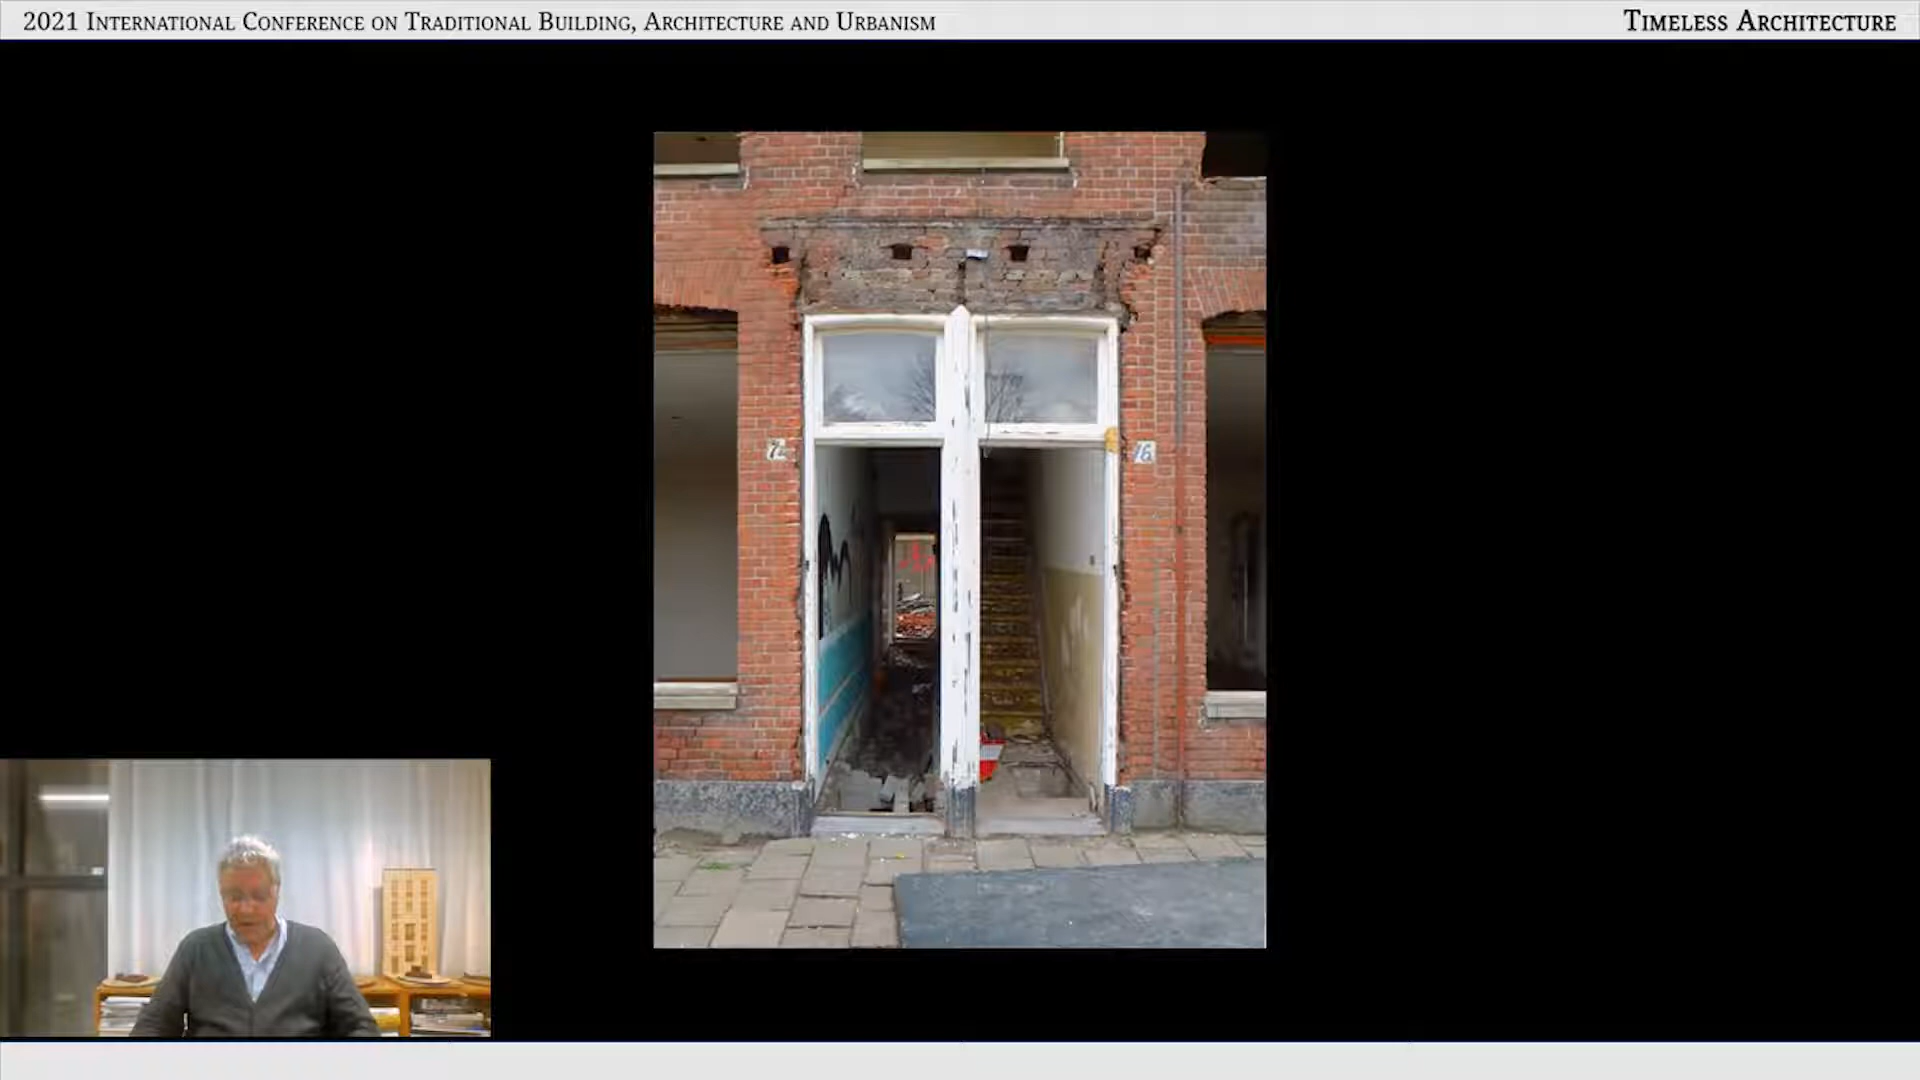 2021 International Conference on Traditional Building, Architecture and Urbanism
Timeless Architecture
16